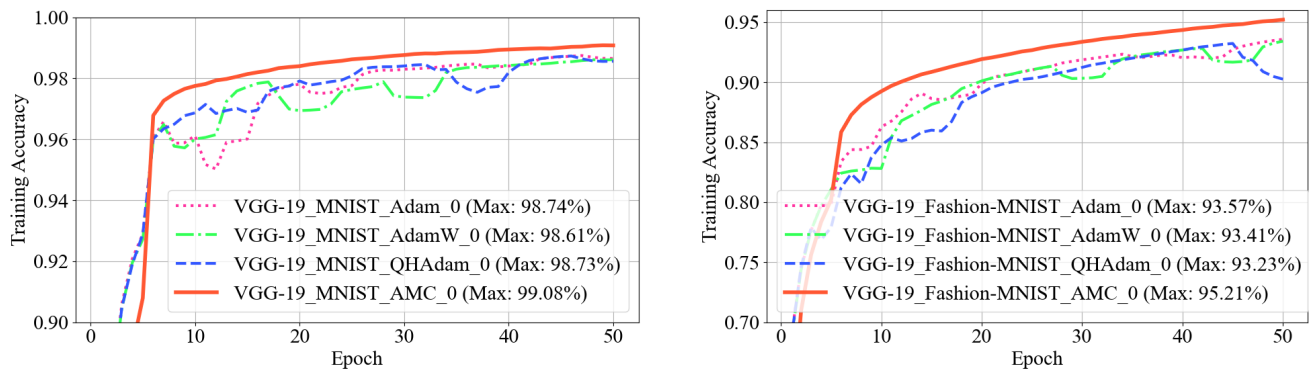 1.00
0.98
0.96
0.94
0.92
0.90
Training Accuracy
VGG-19_MNIST_Adam_0 (Max: 98.74%)
VGG-19_MNIST_AdamW_0 (Max: 98.61%)
VGG-19_MNIST_QHAdam_0 (Max: 98.73%)
VGG-19_MNIST_AMC_0 (Max: 99.08%)
0 10 20 30 40 50
Epoch
0.95
0.90
0.85
0.80
0.75
0.70
Training Accuracy
VGG-19_Fashion-MNIST_Adam_0 (Max: 93.57%)
VGG-19_Fashion-MNIST_AdamW_0 (Max: 93.41%)
VGG-19_Fashion-MNIST_QHAdam_0 (Max: 93.23%)
VGG-19_Fashion-MNIST_AMC_0 (Max: 95.21%)
0 10 20 30 40 50
Epoch